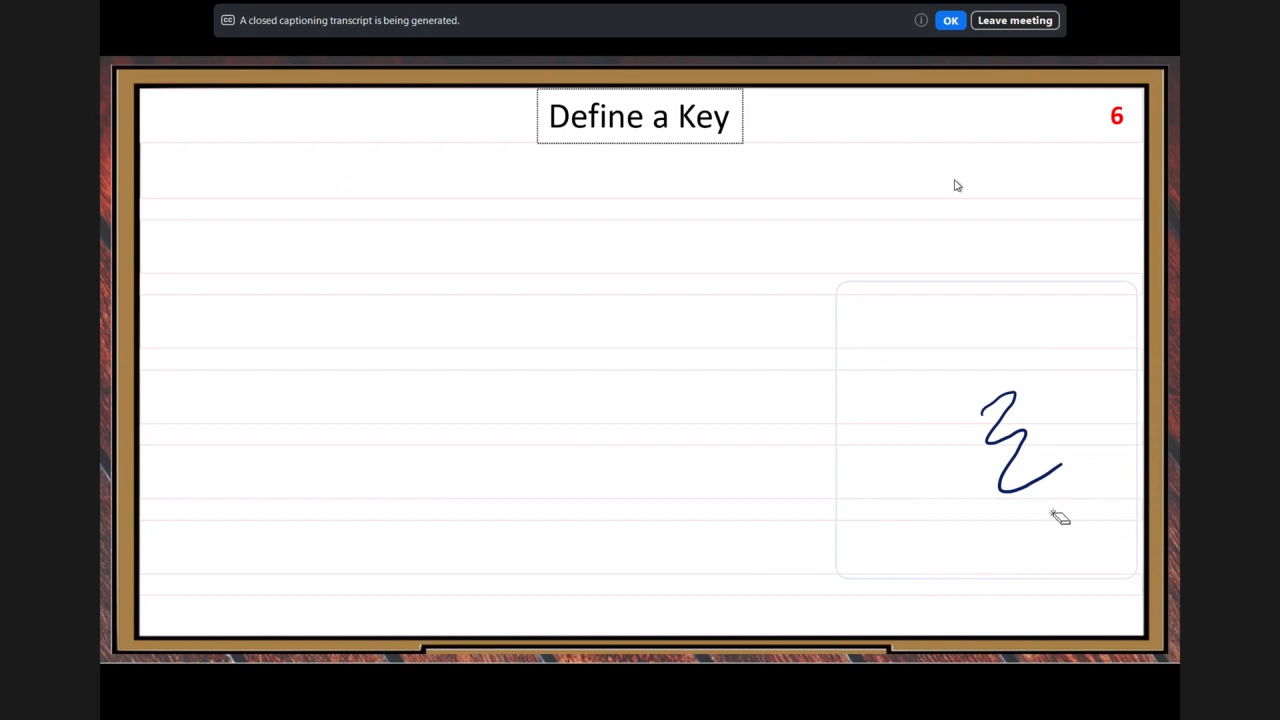 A closed captioning transcript is being generated.
OK
Leave meeting
Define a Key
6